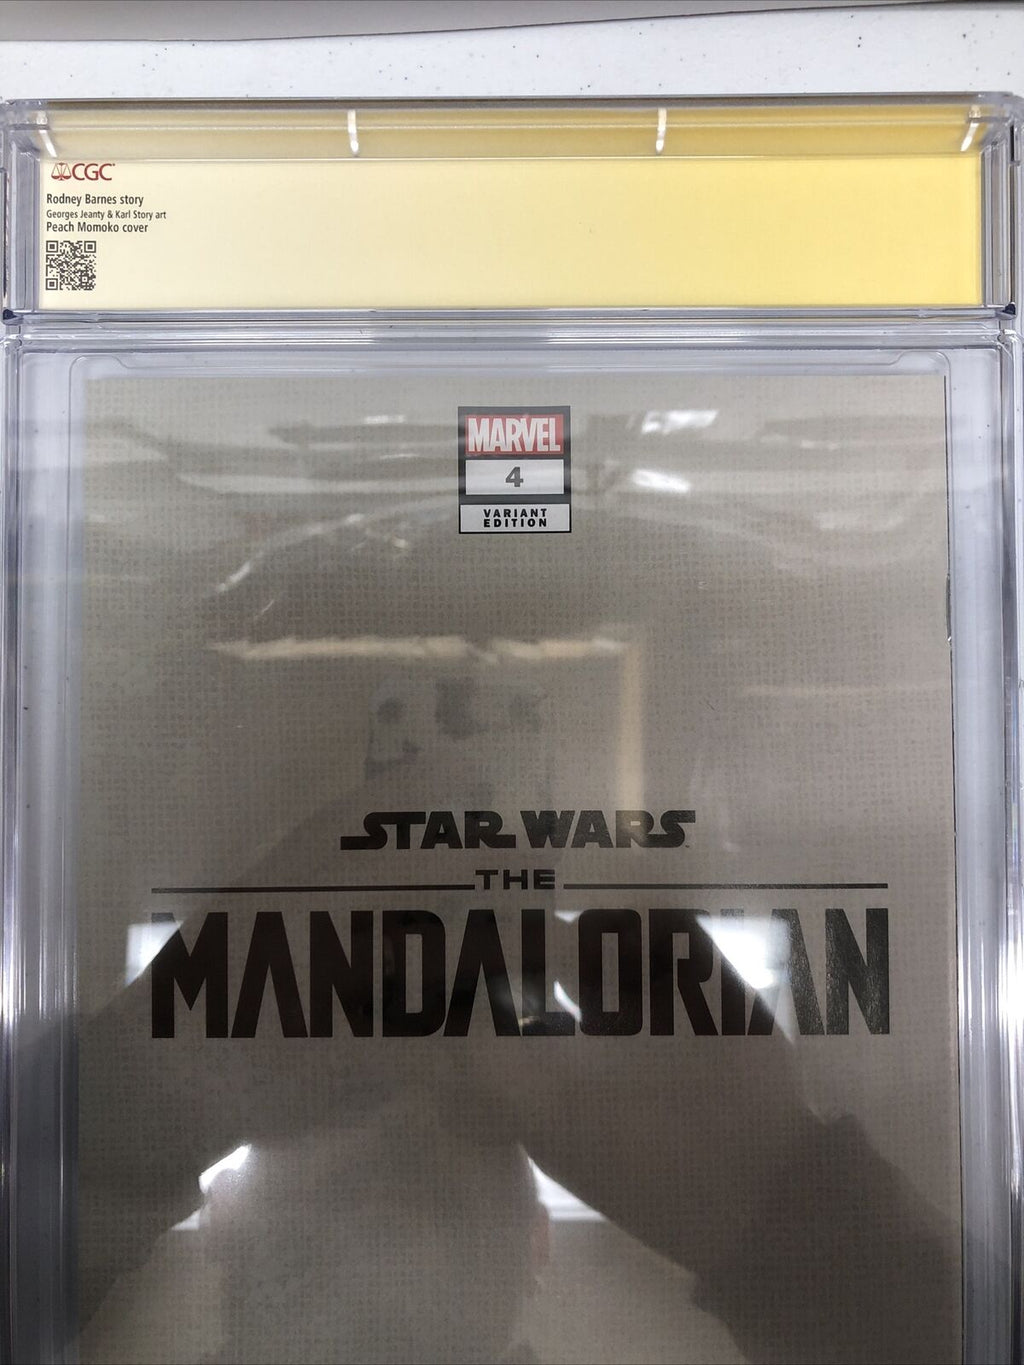 CGC
Rodney Barnes story
Georges Jeanty & Karl Story art
Peach Momoko cover
MARVEL
4
VARIANT
EDITION
STAR WARS
THE
MANDALORIAN